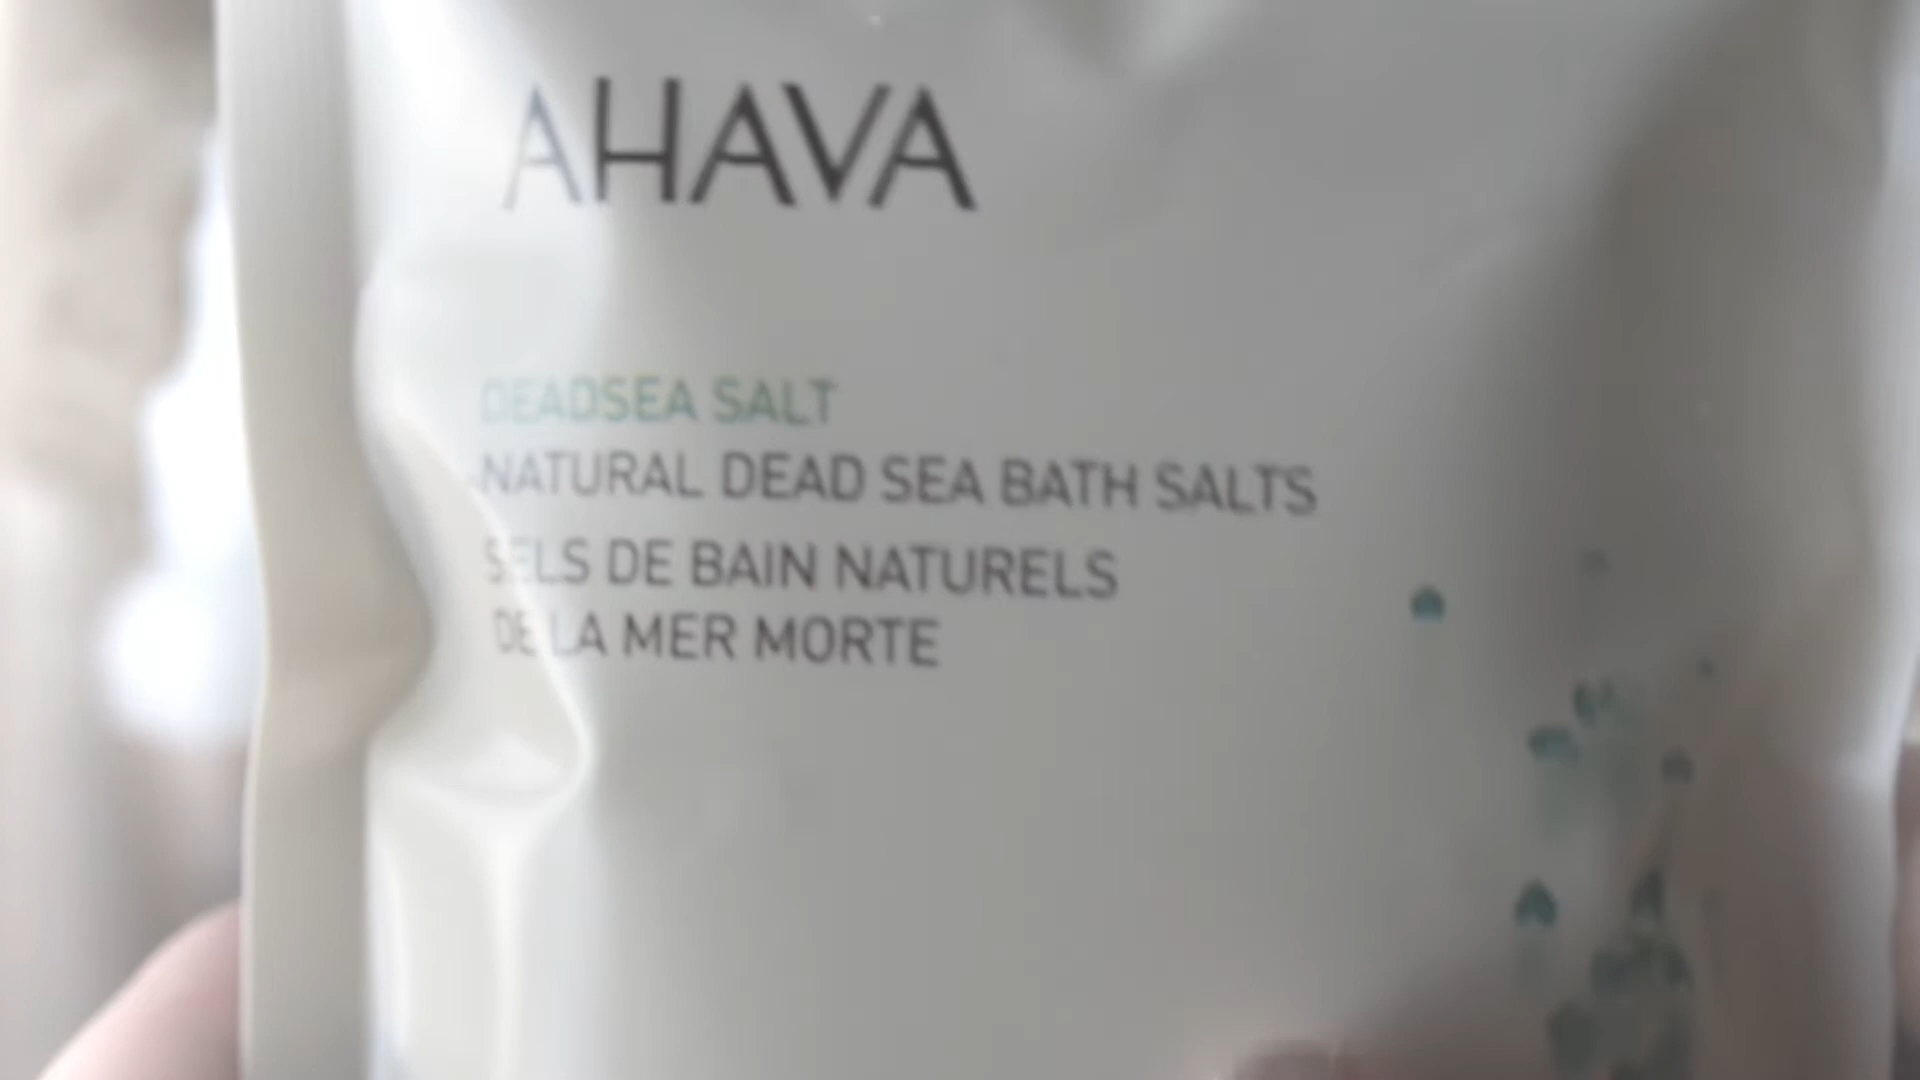 AHAVA
DEADSEA SALT
NATURAL DEAD SEA BATH SALTS
SELS DE BAIN NATURELS
DE LA MER MORTE